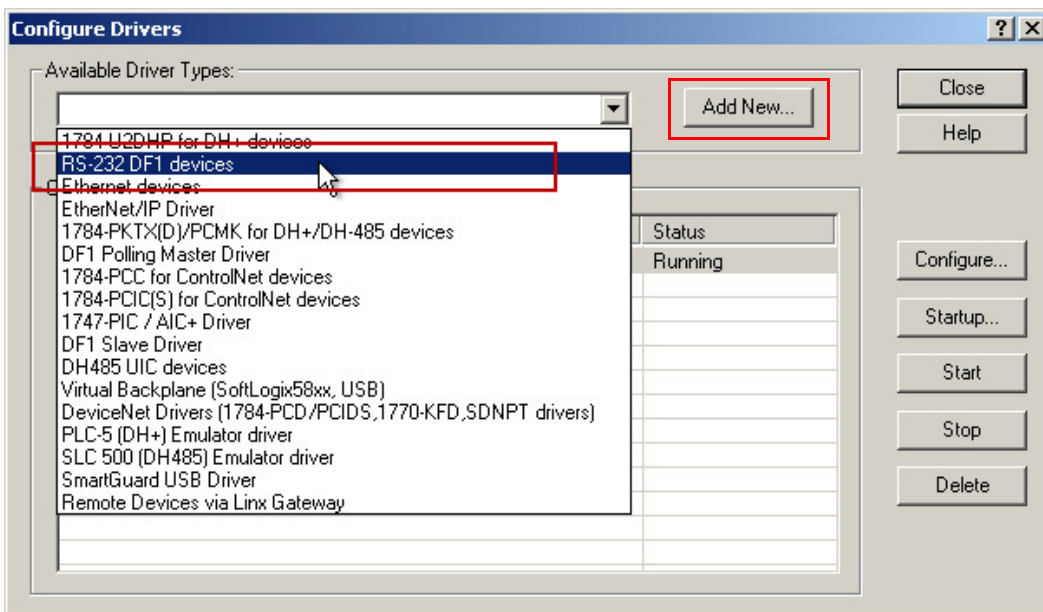 Configure Drivers
Available Driver Types:
Add New...
Close
Help
1784-U2DHP for DH+ devices
RS-232 DF1 devices
Ethernet devices
EtherNet/IP Driver
1784-PKTX(D)/PCMK for DH+/DH-485 devices
DF1 Polling Master Driver
1784-PCC for ControlNet devices
1784-PCIC(S) for ControlNet devices
1747-PIC / AIC+ Driver
DF1 Slave Driver
DH485 UIC devices
Virtual Backplane (SoftLogix58xx, USB)
DeviceNet Drivers (1784-PCD/PCIDS,1770-KFD,SDNPT drivers)
PLC-5 (DH+) Emulator driver
SLC 500 (DH485) Emulator driver
SmartGuard USB Driver
Remote Devices via Linx Gateway
Status
Running
Configure...
Startup...
Start
Stop
Delete